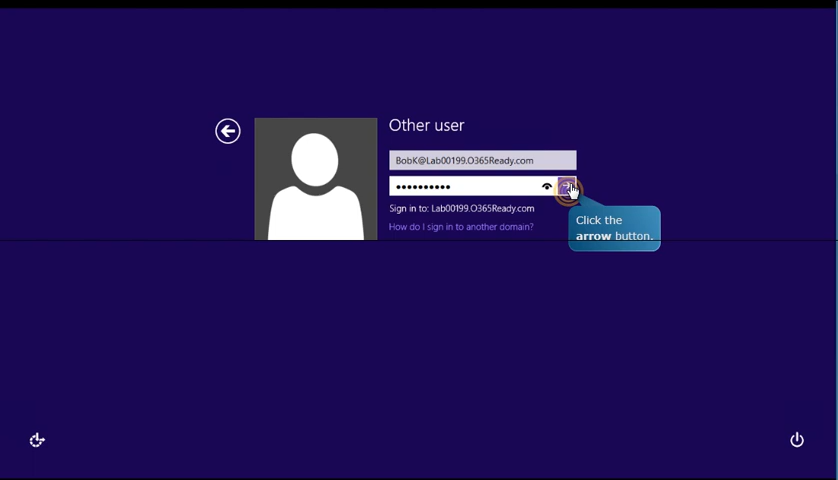 Other user
BobK@Lab00199.O365Ready.com
Sign in to: Lab00199.O365Ready.com
How do I sign in to another domain?
Click the
arrow button.